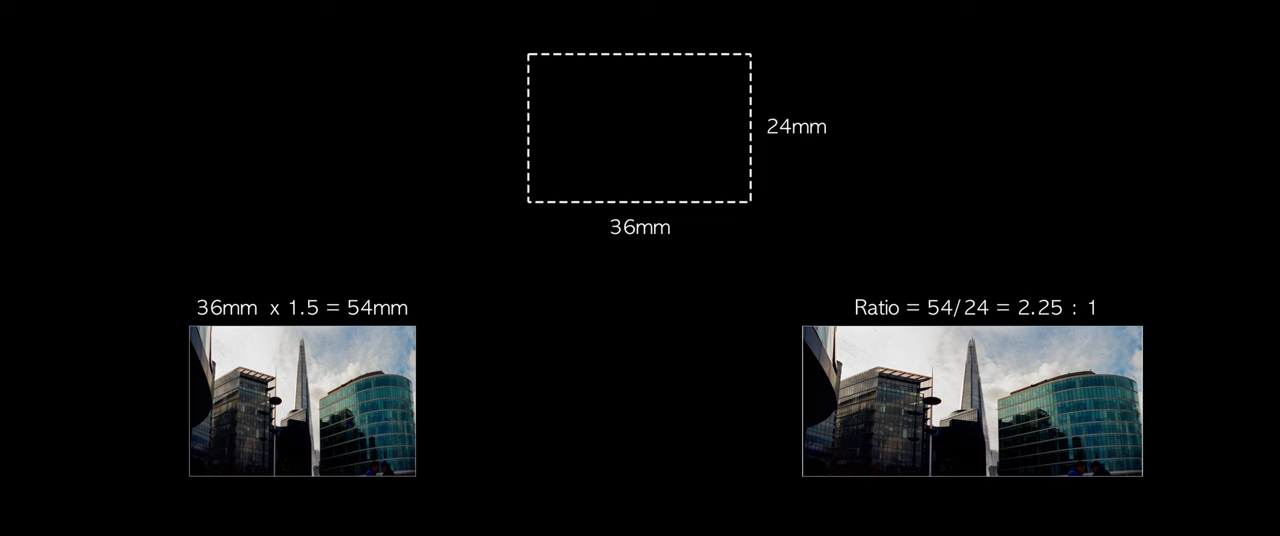 24mm
36mm
36mm x 1.5 = 54mm
Ratio = 54/24 = 2.25 : 1